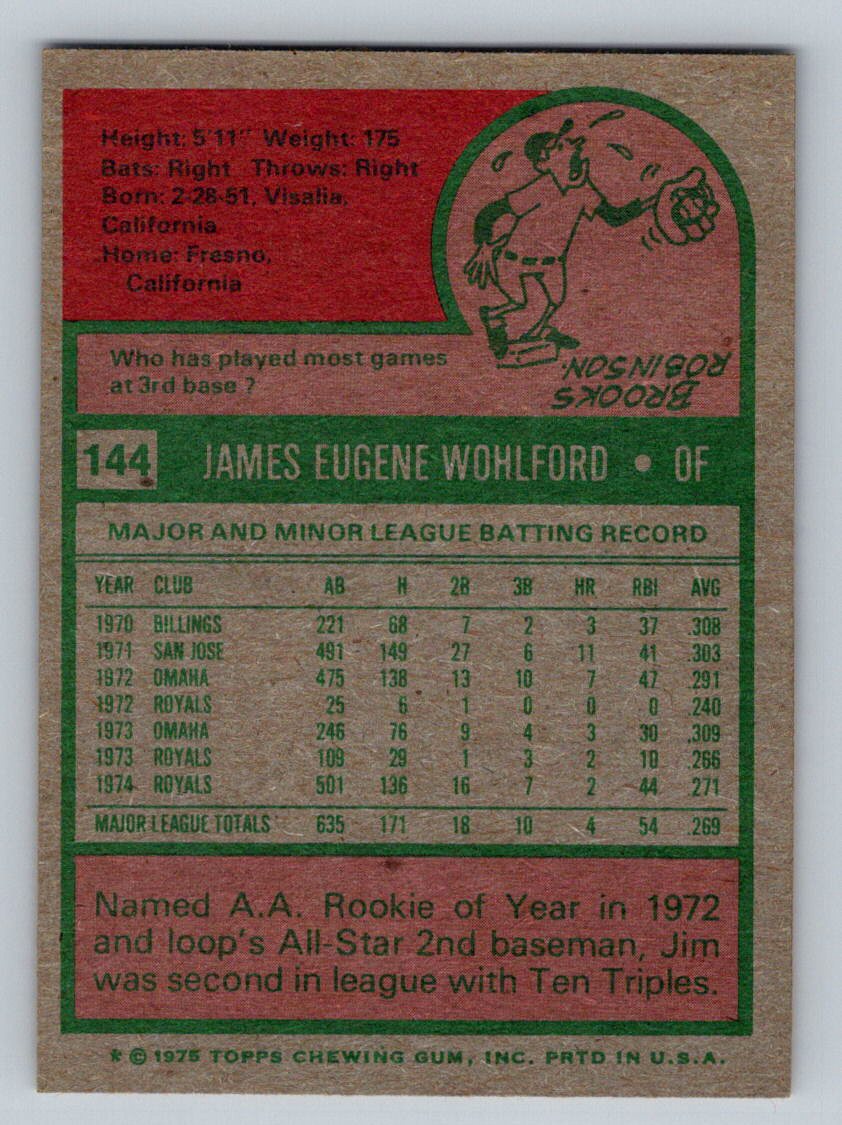 Height: 5'11" Weight: 175
Bats: Right Throws: Right
Born: 2-28-51, Visalia,
California
Home: Fresno,
California
Who has played most games
at 3rd base ?
BROOKS
ROBINSON.
144 JAMES EUGENE WOHLFORD • OF
MAJOR AND MINOR LEAGUE BATTING RECORD
YEAR CLUB AB H 2B 3B HR RBI AVG
1970 BILLINGS 221 68 7 2 3 37 .308
1971 SAN JOSE 491 149 27 6 11 41 .303
1972 OMAHA 475 138 13 10 7 47 .291
1972 ROYALS 25 6 1 0 0 0 .240
1973 OMAHA 246 76 9 4 3 30 .309
1973 ROYALS 109 29 1 3 2 10 .266
1974 ROYALS 501 136 16 7 2 44 .271
MAJOR LEAGUE TOTALS 635 171 18 10 4 54 .269
Named A.A. Rookie of Year in 1972
and loop's All-Star 2nd baseman, Jim
was second in league with Ten Triples.
* © 1975 TOPPS CHEWING GUM, INC. PRTD IN U.S.A.